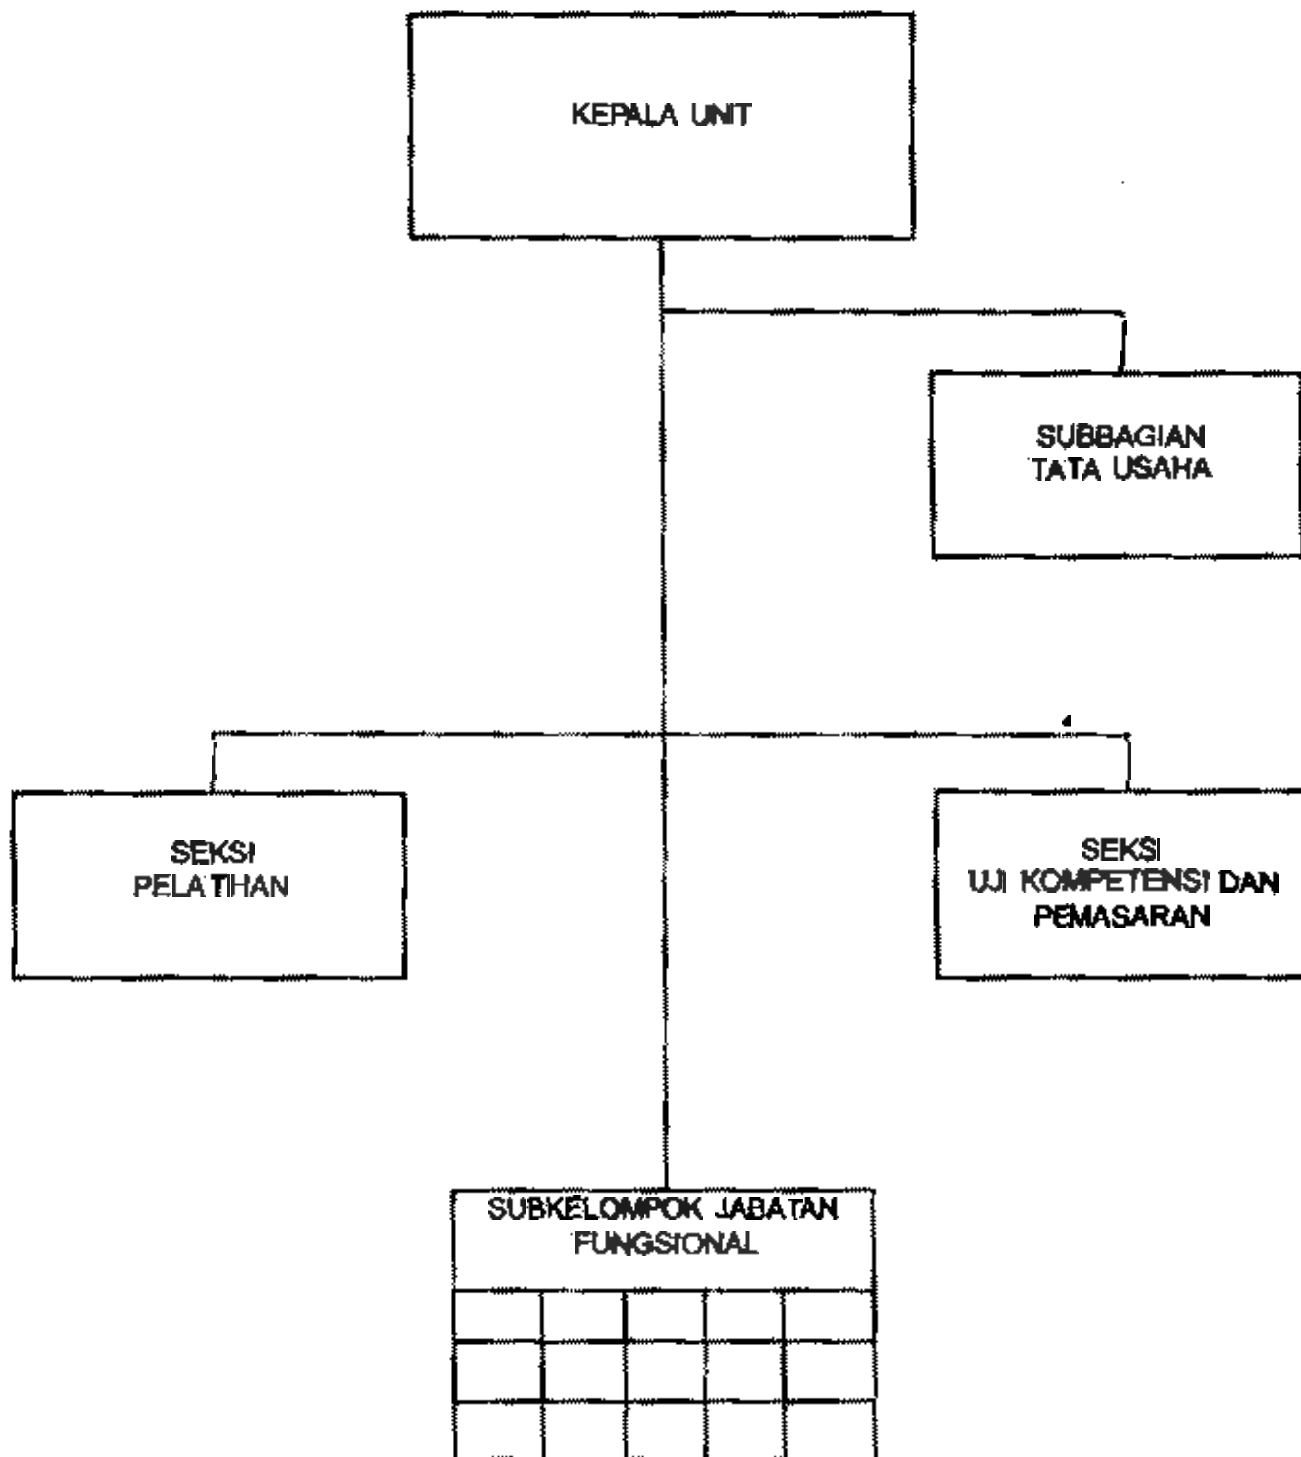 KEPALA UNIT
SUBBAGIAN
TATA USAHA
SEKSI
PELATIHAN
SEKSI
UJI KOMPETENSI DAN
PEMASARAN
SUBKELOMPOK JABATAN
FUNGSIONAL